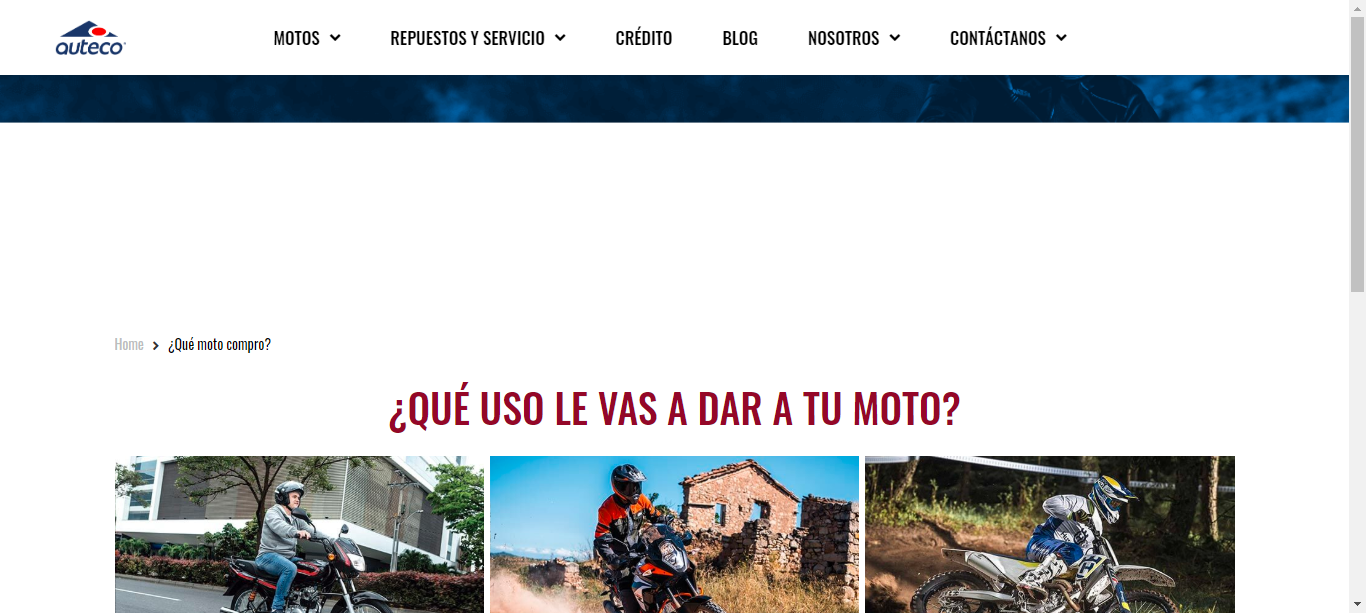 auteco
MOTOS
REPUESTOS Y SERVICIO
CRÉDITO
BLOG
NOSOTROS
CONTÁCTANOS
Home > ¿Qué moto compro?
¿QUÉ USO LE VAS A DAR A TU MOTO?